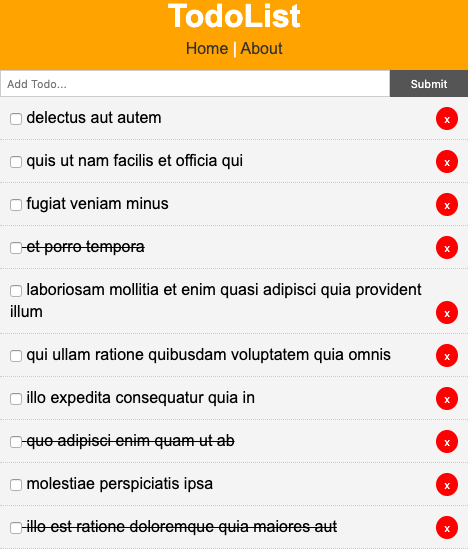 TodoList
Home | About
Add Todo...
Submit
delectus aut autem
x
quis ut nam facilis et officia qui
x
fugiat veniam minus
x
et porro tempora
x
laboriosam mollitia et enim quasi adipisci quia provident
illum
x
qui ullam ratione quibusdam voluptatem quia omnis
x
illo expedita consequatur quia in
x
quo adipisci enim quam ut ab
x
molestiae perspiciatis ipsa
x
illo est ratione doloremque quia maiores aut
x